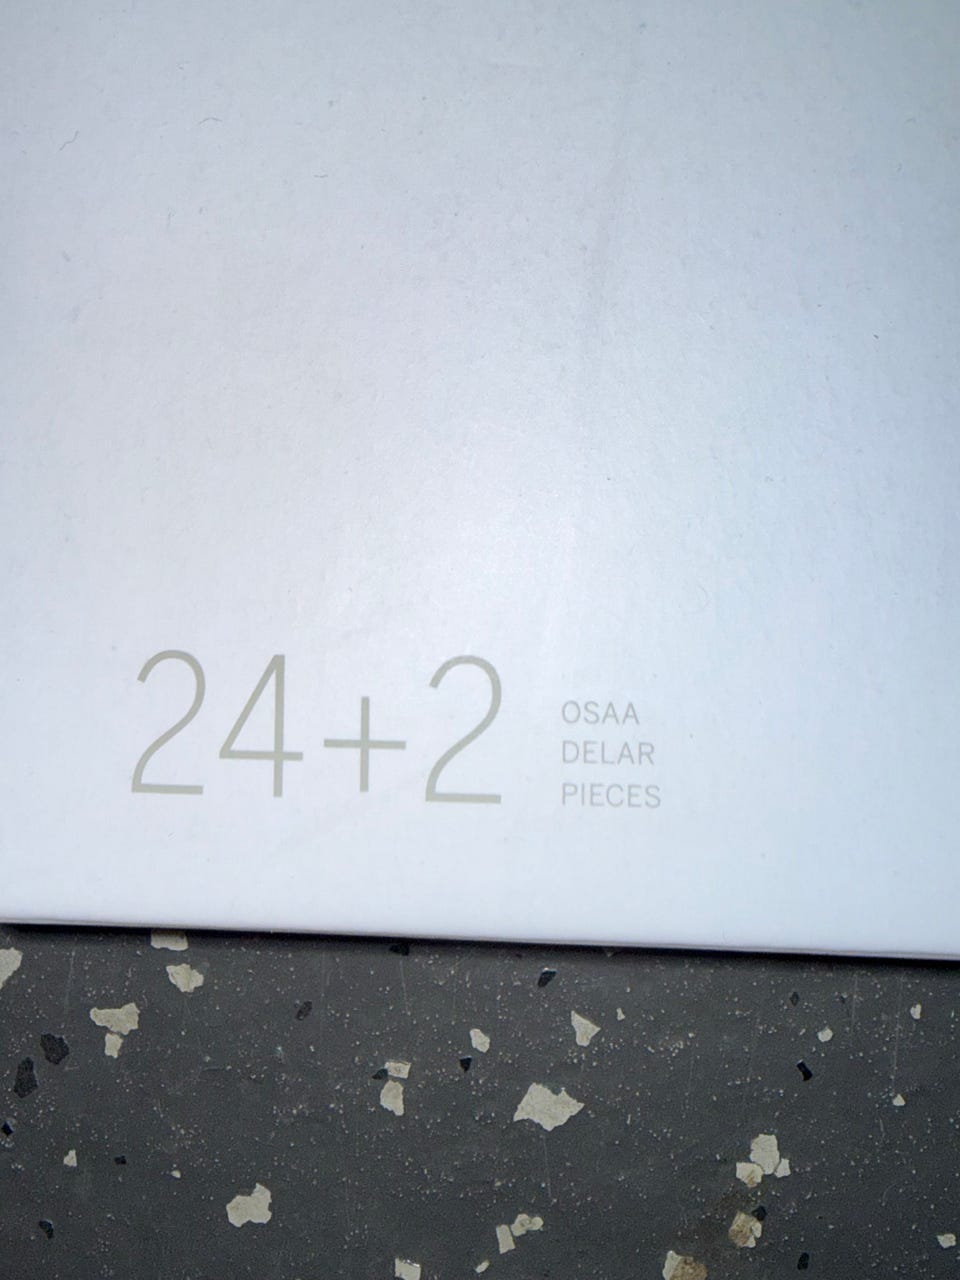 24+2
OSAA
DELAR
PIECES